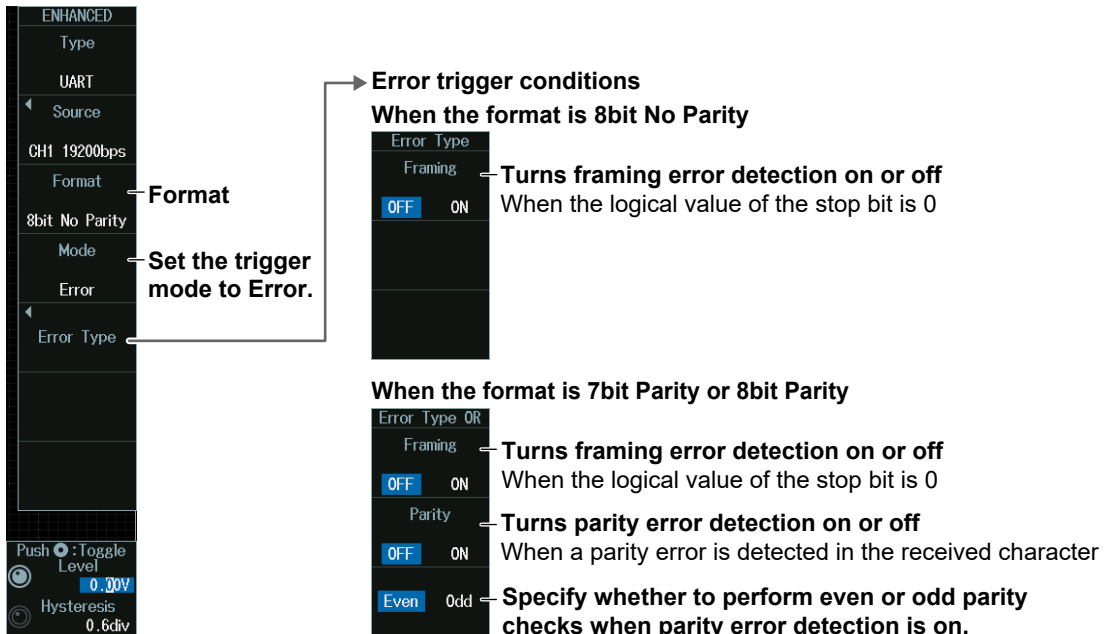 ENHANCED
Type
UART
Source
CH1 19200bps
Format
8bit No Parity
Mode
Error
Error Type
Push :Toggle
Level
0.00V
Hysteresis
0.6div
Format
Set the trigger
mode to Error.
Error trigger conditions
When the format is 8bit No Parity
Error Type
Framing
OFF ON
Turns framing error detection on or off
When the logical value of the stop bit is 0
When the format is 7bit Parity or 8bit Parity
Error Type OR
Framing
OFF ON
Turns framing error detection on or off
When the logical value of the stop bit is 0
Parity
OFF ON
Turns parity error detection on or off
When a parity error is detected in the received character
Even Odd
Specify whether to perform even or odd parity
checks when parity error detection is on.